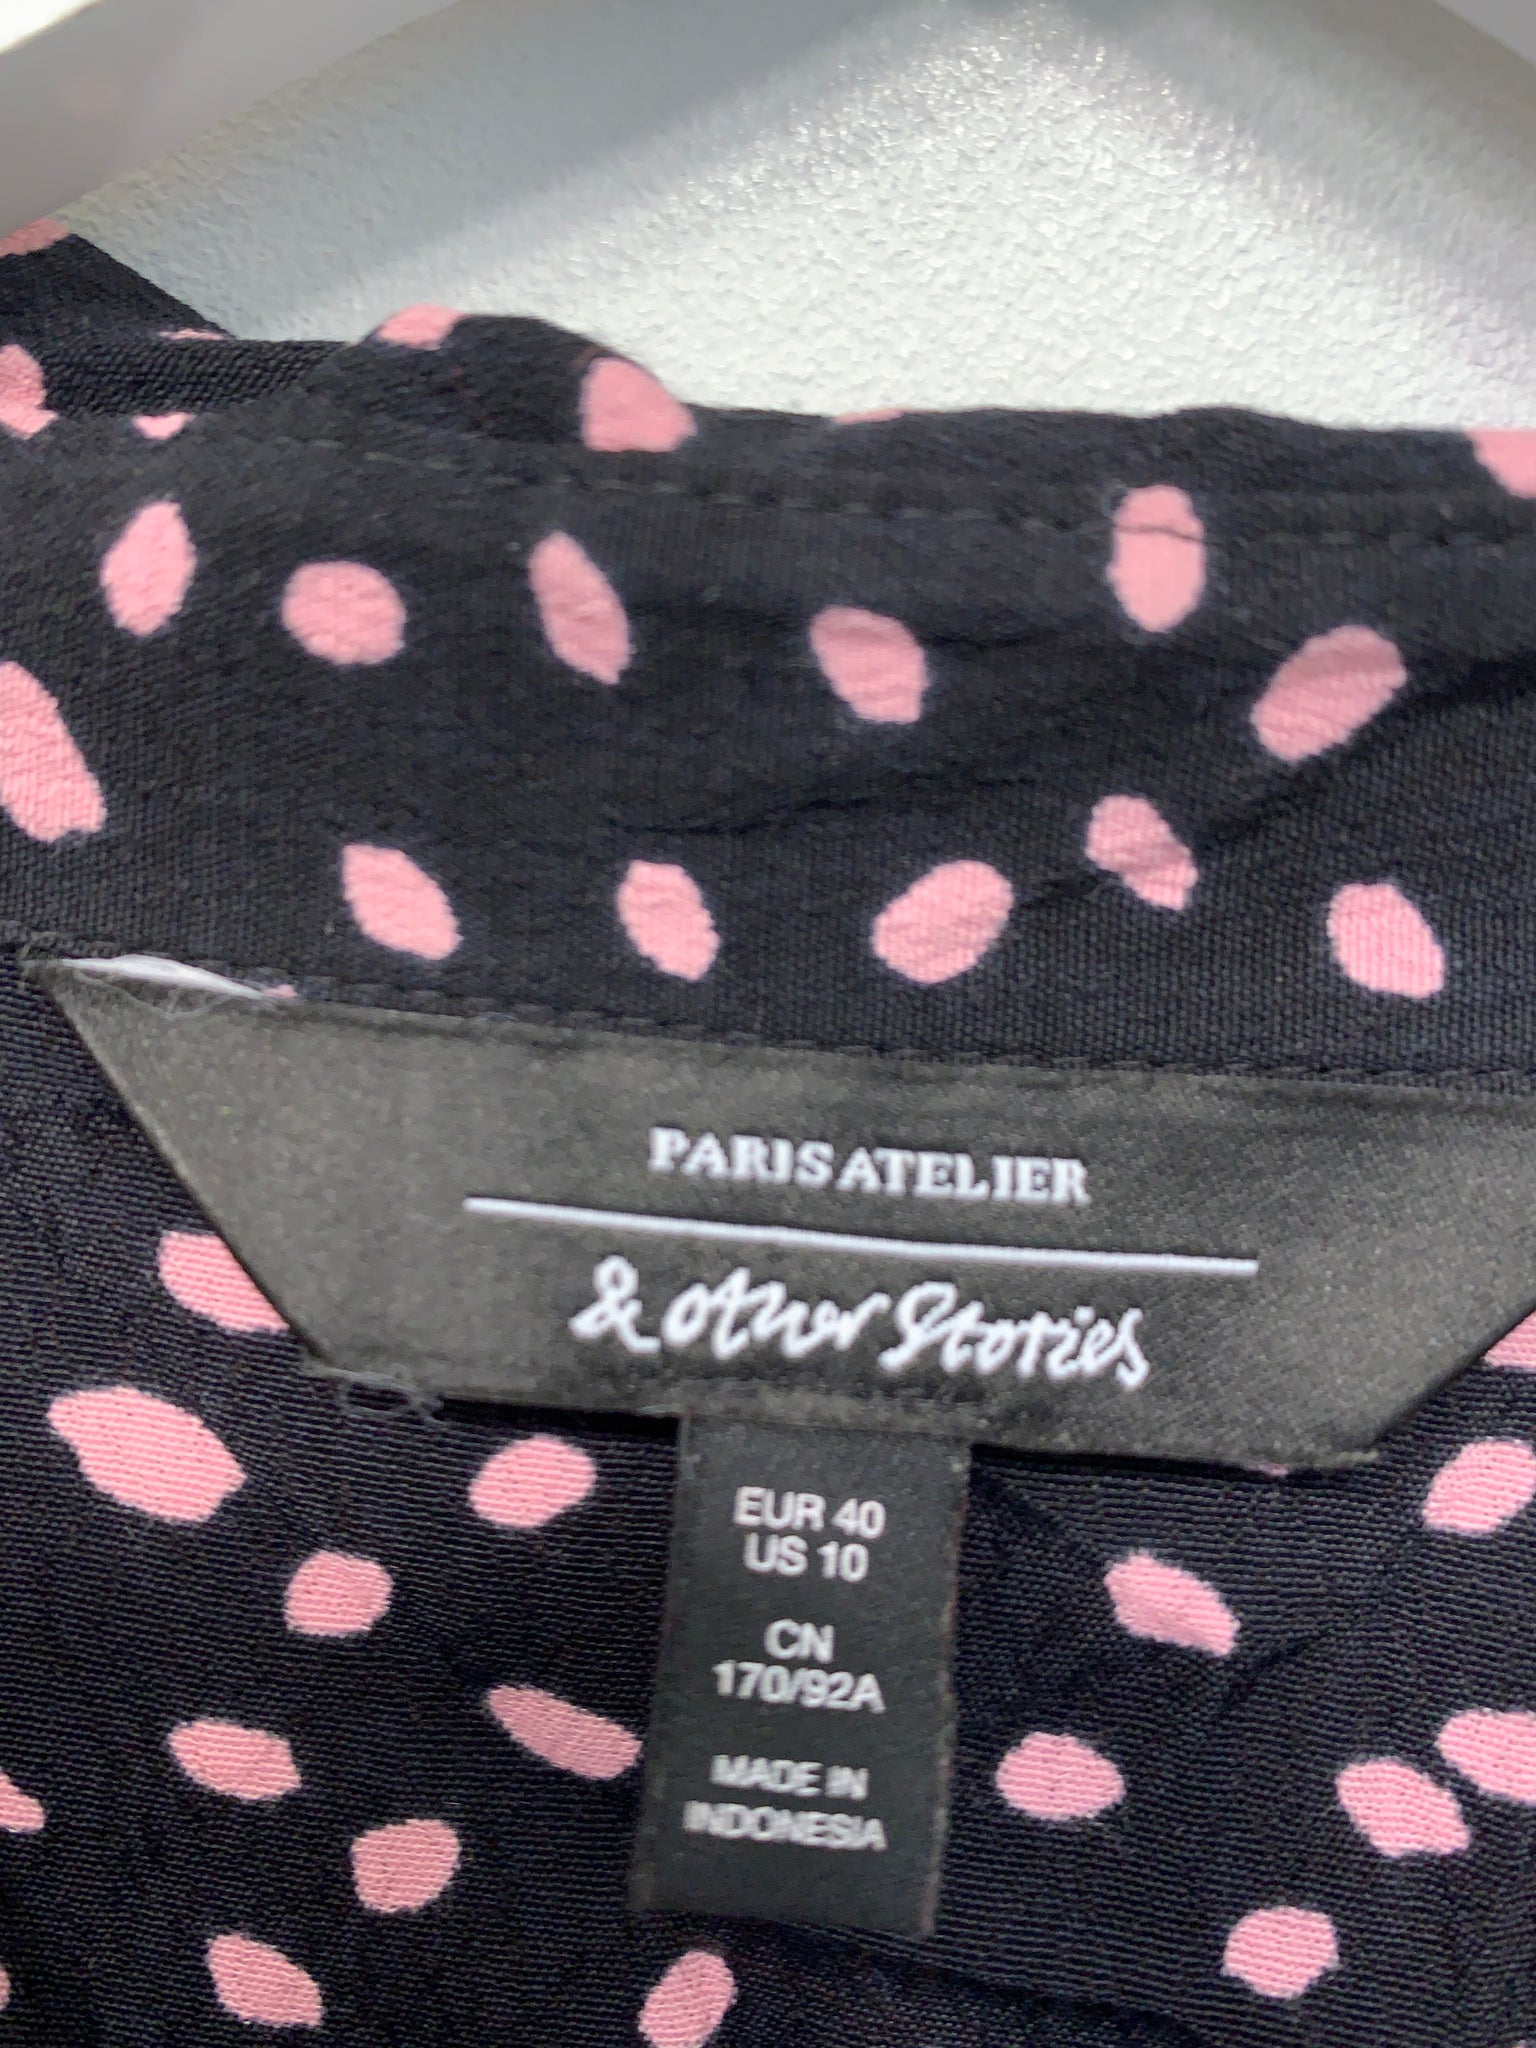 PARIS ATELIER
& other Stories
EUR 40
US 10
CN
170/92A
MADE IN
INDONESIA